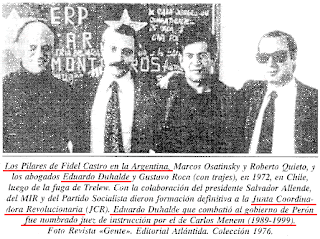 ERP
FAR
MONTONEROS
Los Pilares de Fidel Castro en la Argentina, Marcos Osatinsky y Roberto Quieto, y
los abogados Eduardo Duhalde y Gustavo Roca (con trajes), en 1972, en Chile,
luego de la fuga de Trelew. Con la colaboración del presidente Salvador Allende,
del MIR y del Partido Socialista dieron formación definitiva a la Junta Coordina-
dora Revolucionaria (JCR). Eduardo Duhalde que combatió al gobierno de Perón
fue nombrado juez de instrucción por el de Carlos Menem (1989-1999).
Foto Revista «Gente». Editorial Atlántida. Colección 1976.